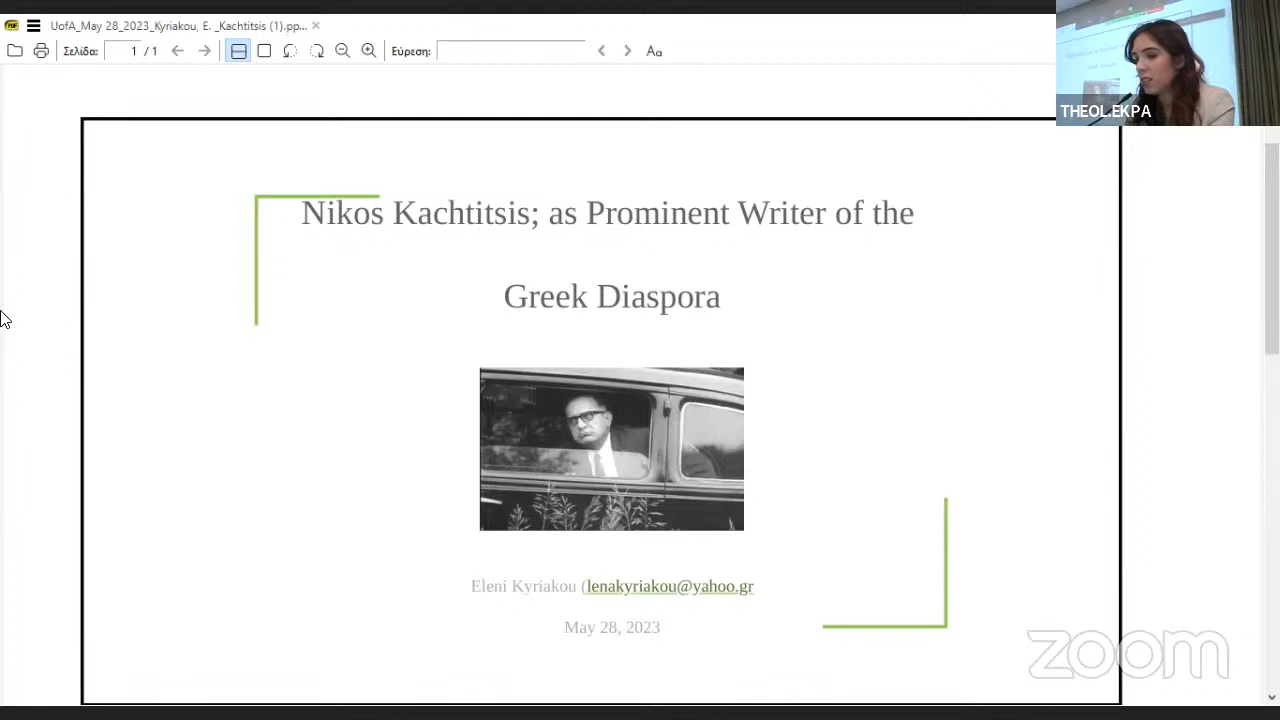 UofA_May 28_2023_Kyriakou, E. _Kachtitsis (1).pp...
Σελίδα: 1 / 1
Εύρεση:
Aa
THEOL.EKPA
Nikos Kachtitsis; as Prominent Writer of the
Greek Diaspora
Eleni Kyriakou (lenakyriakou@yahoo.gr
May 28, 2023
zoom